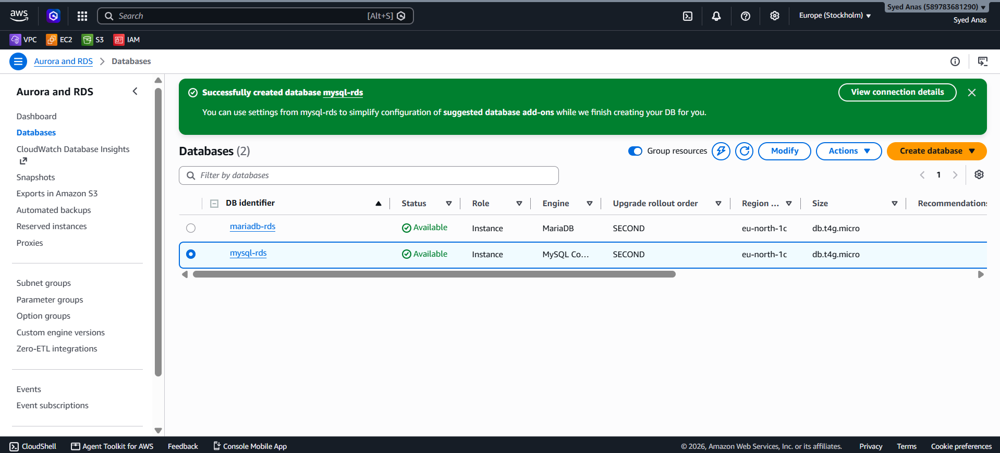 aws
Search
[Alt+S]
Europe (Stockholm)
Syed Anas (589783681290)
Syed Anas
VPC
EC2
S3
IAM
Aurora and RDS
Databases
Aurora and RDS
Dashboard
Databases
CloudWatch Database Insights
Snapshots
Exports in Amazon S3
Automated backups
Reserved instances
Proxies
Subnet groups
Parameter groups
Option groups
Custom engine versions
Zero-ETL integrations
Events
Event subscriptions
Successfully created database mysql-rds
View connection details
You can use settings from mysql-rds to simplify configuration of suggested database add-ons while we finish creating your DB for you.
Databases (2)
Group resources
Modify
Actions
Create database
Filter by databases
1
DB identifier Status Role Engine Upgrade rollout order Region ... Size Recommendations
mariadb-rds Available Instance MariaDB SECOND eu-north-1c db.t4g.micro
mysql-rds Available Instance MySQL Co... SECOND eu-north-1c db.t4g.micro
CloudShell Agent Toolkit for AWS Feedback Console Mobile App © 2026, Amazon Web Services, Inc. or its affiliates. Privacy Terms Cookie preferences